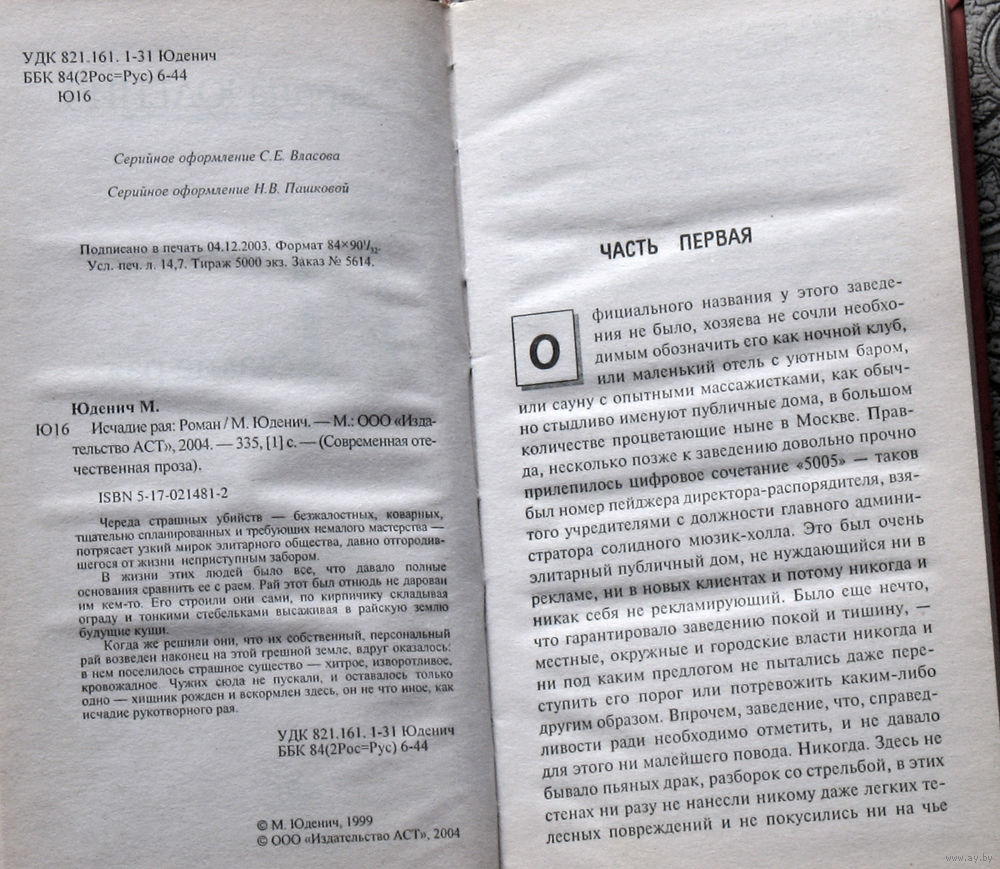 УДК 821.161. 1-31 Юденич
ББК 84(2Рос=Рус) 6-44
Ю16
Серийное оформление С.Е. Власова
Серийное оформление Н.В. Пашковой
Подписано в печать 04.12.2003. Формат 84×90¹/₃₂.
Усл. печ. л. 14,7. Тираж 5000 экз. Заказ № 5614.
Юденич М.
Ю16 Исчадие рая: Роман / М. Юденич. — М.: ООО «Изда-
тельство АСТ», 2004. — 335, [1] с. — (Современная оте-
чественная проза).
ISBN 5-17-021481-2
Череда страшных убийств — безжалостных, коварных,
тщательно спланированных и требующих немалого мастерства —
потрясает узкий мирок элитарного общества, давно отгородив-
шегося от жизни неприступным забором.
В жизни этих людей было все, что давало полные
основания сравнить ее с раем. Рай этот был отнюдь не дарован
им кем-то. Его строили они сами, по кирпичику складывая
ограду и тонкими стебельками высаживая в райскую землю
будущие кущи.
Когда же решили они, что их собственный, персональный
рай возведен наконец на этой грешной земле, вдруг оказалось:
в нем поселилось страшное существо — хитрое, изворотливое,
кровожадное. Чужих сюда не пускали, и оставалось только
одно — хищник рожден и вскормлен здесь, он не что иное, как
исчадие рукотворного рая.
УДК 821.161. 1-31 Юденич
ББК 84(2Рос=Рус) 6-44
© М. Юденич, 1999
© ООО «Издательство АСТ», 2004
ЧАСТЬ ПЕРВАЯ
Официального названия у этого заведе-
ния не было, хозяева не сочли необхо-
димым обозначить его как ночной клуб,
или маленький отель с уютным баром,
или сауну с опытными массажистками, как обыч-
но стыдливо именуют публичные дома, в большом
количестве процветающие ныне в Москве. Прав-
да, несколько позже к заведению довольно прочно
прилепилось цифровое сочетание «5005» — таков
был номер пейджера директора-распорядителя, взя-
того учредителями с должности главного админи-
стратора солидного мюзик-холла. Это был очень
элитарный публичный дом, не нуждающийся ни в
рекламе, ни в новых клиентах и потому никогда и
никак себя не рекламирующий. Было еще нечто,
что гарантировало заведению покой и тишину, —
местные, окружные и городские власти никогда и
ни под каким предлогом не пытались даже пере-
ступить его порог или потревожить каким-либо
другим образом. Впрочем, заведение, что, справед-
ливости ради необходимо отметить, и не давало
для этого ни малейшего повода. Никогда. Здесь не
бывало пьяных драк, разборок со стрельбой, в этих
стенах ни разу не нанесли никому даже легких те-
лесных повреждений и не покусились ни на чье
www.ay.by